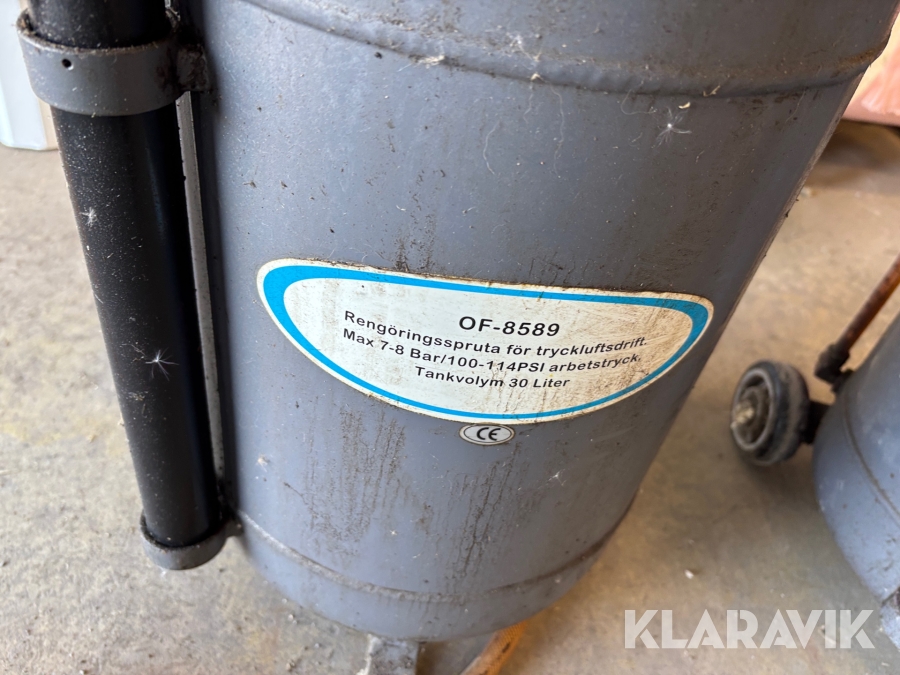 OF-8589
Rengöringsspruta för tryckluftsdrift.
Max 7-8 Bar/100-114PSI arbetstryck.
Tankvolym 30 Liter
CE
KLARAVIK